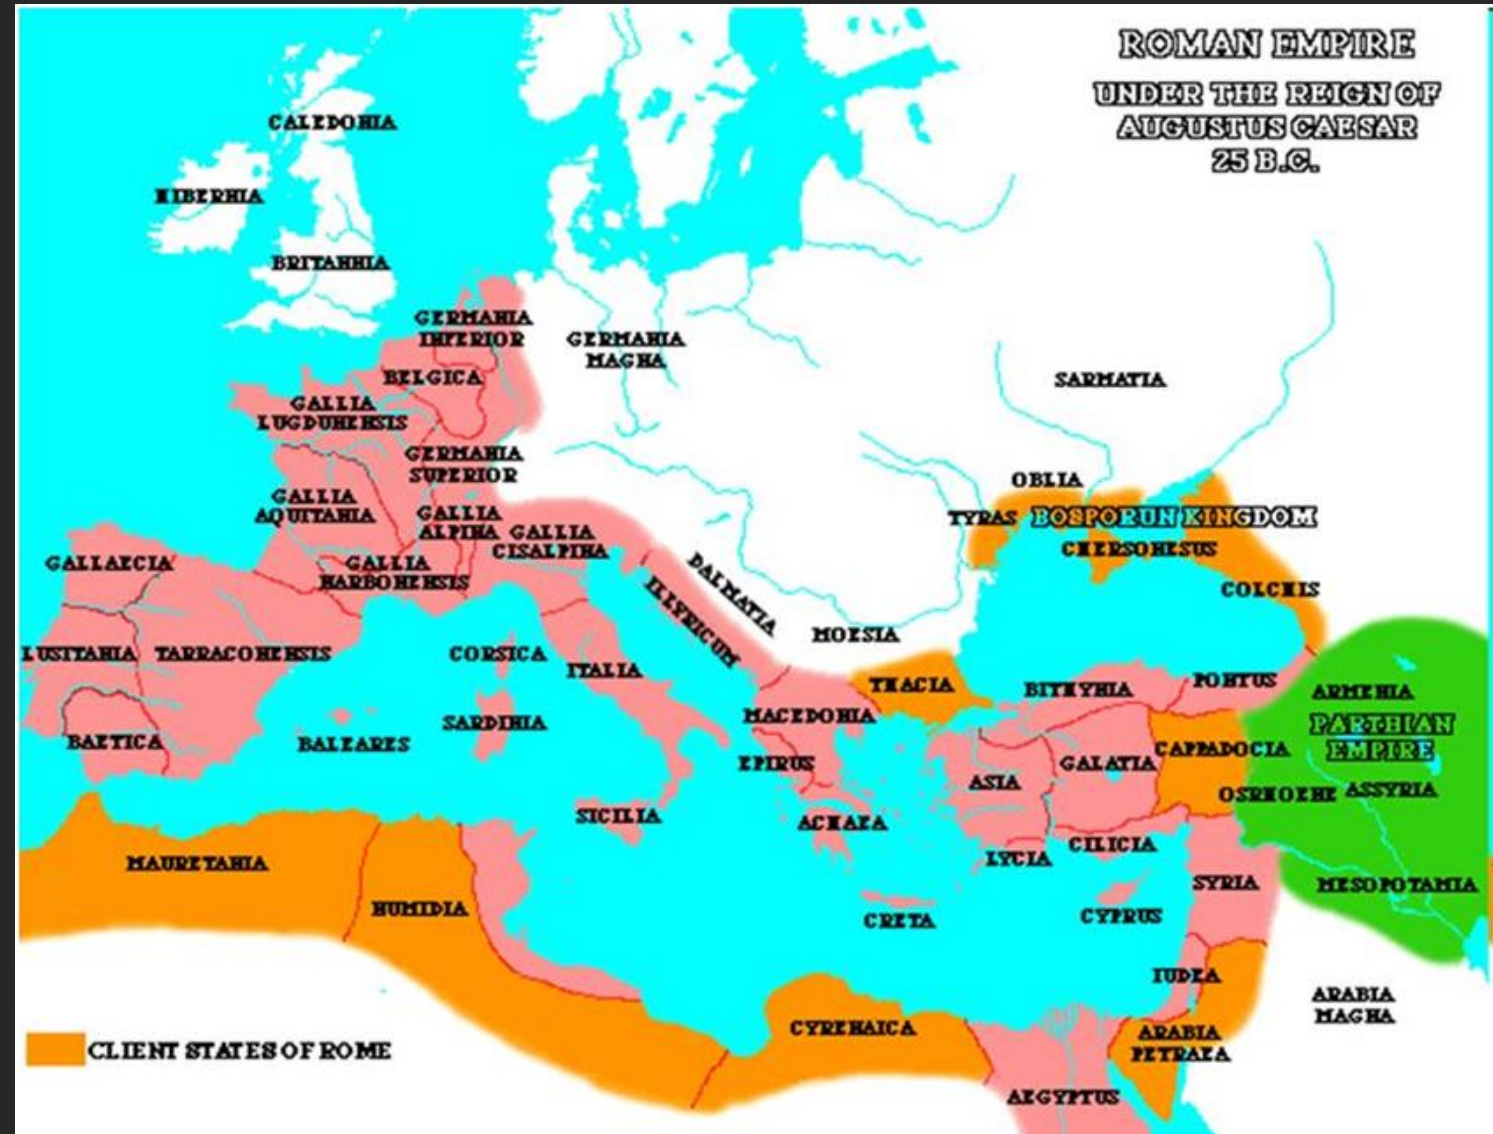 ROMAN EMPIRE
UNDER THE REIGN OF
AUGUSTUS CAESAR
25 B.C.
CALEDONIA
HIBERNIA
BRITANNIA
GERMANIA
INFERIOR
GERMANIA
MAGNA
BELGICA
SARMATIA
GALLIA
LUGDUNENSIS
GERMANIA
SUPERIOR
OBLIA
GALLIA
AQUITANIA
GALLIA
ALPINA
GALLIA
CISALPINA
TYRAS
BOSPORUN KINGDOM
CHERSONESUS
GALLAECIA
GALLIA
NARBONENSIS
DALMATIA
ILLYRICUM
COLCHIS
MOESIA
LUSITANIA
TARRACONENSIS
CORSICA
ITALIA
THACIA
BITHYNIA
PONTUS
ARMENIA
PARTHIAN
EMPIRE
BAETICA
BALEARES
SARDINIA
MACEDONIA
EPIRUS
ASIA
GALATIA
CAPPADOCIA
OSRHOENE
ASSYRIA
SICILIA
ACHAEA
LYCIA
CILICIA
MAURETANIA
NUMIDIA
CRETA
CYPRUS
SYRIA
MESOPOTAMIA
IUDEA
ARABIA
MAGNA
CYRENAICA
ARABIA
PETRAEA
CLIENT STATES OF ROME
AEGYPTUS